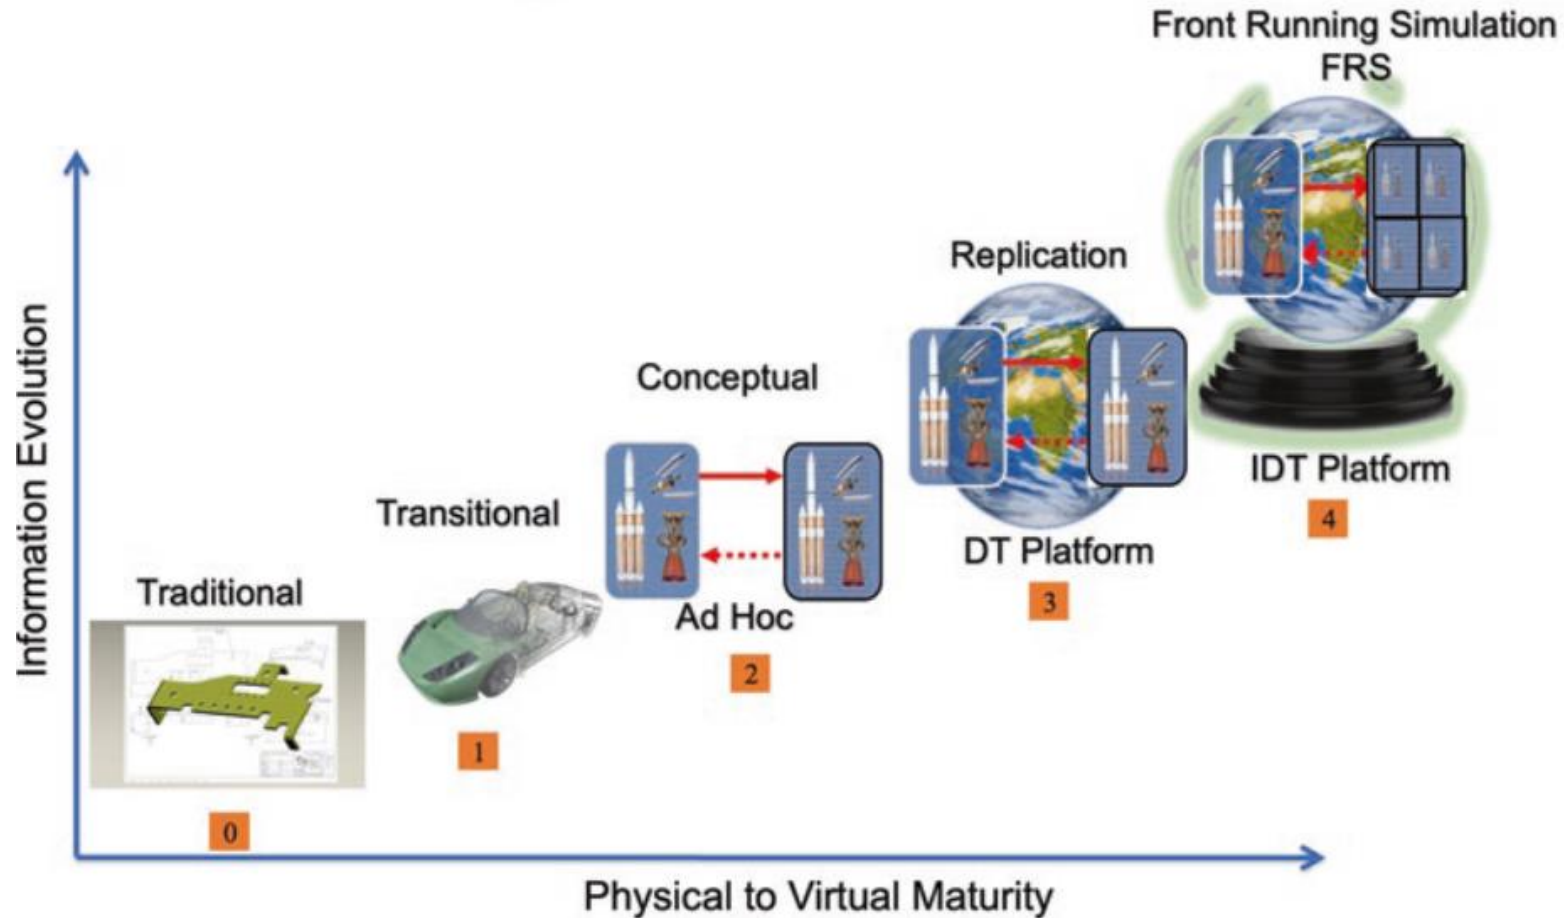 Front Running Simulation
FRS
Replication
Conceptual
Transitional
Traditional
Information Evolution
IDT Platform
4
DT Platform
3
Ad Hoc
2
1
0
Physical to Virtual Maturity